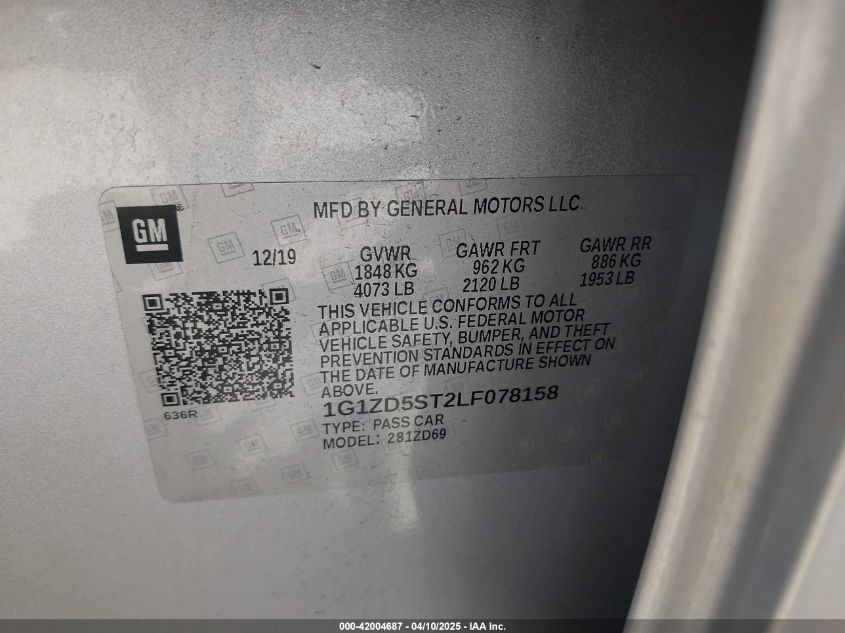 GM
MFD BY GENERAL MOTORS LLC
12/19
GVWR
1848 KG
4073 LB
GAWR FRT
962 KG
2120 LB
GAWR RR
886 KG
1953 LB
THIS VEHICLE CONFORMS TO ALL
APPLICABLE U.S. FEDERAL MOTOR
VEHICLE SAFETY, BUMPER, AND THEFT
PREVENTION STANDARDS IN EFFECT ON
THE DATE OF MANUFACTURE SHOWN
ABOVE.
636R
1G1ZD5ST2LF078158
TYPE: PASS CAR
MODEL: 281ZD69
000-42004687 - 04/10/2025 - IAA Inc.